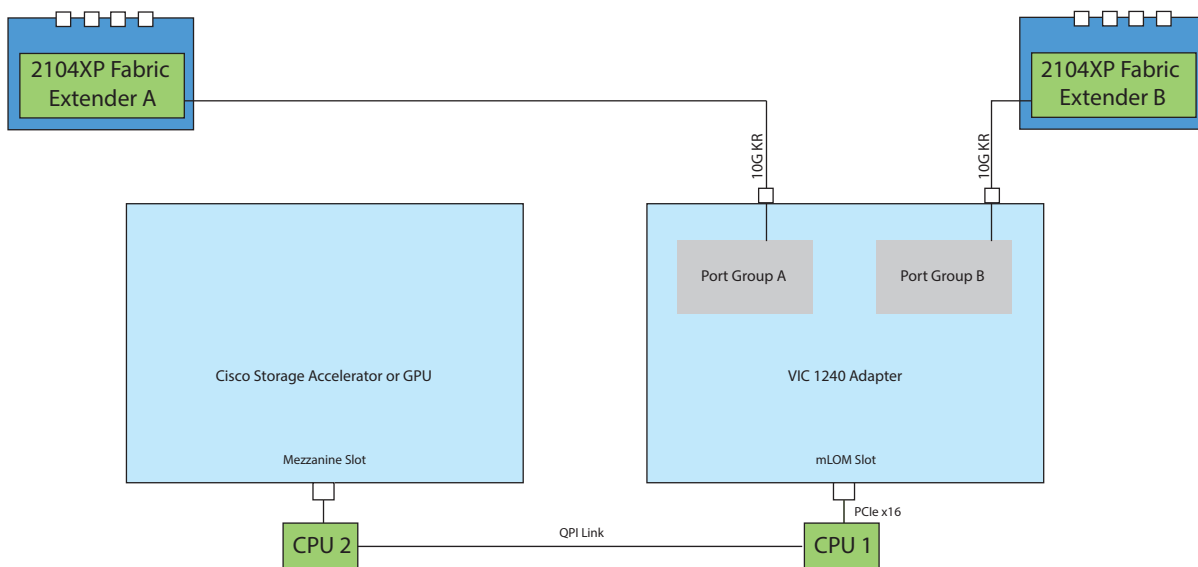 2104XP Fabric
Extender A
2104XP Fabric
Extender B
10G KR
10G KR
Port Group A
Port Group B
Cisco Storage Accelerator or GPU
VIC 1240 Adapter
Mezzanine Slot
mLOM Slot
PCIe x16
QPI Link
CPU 2
CPU 1